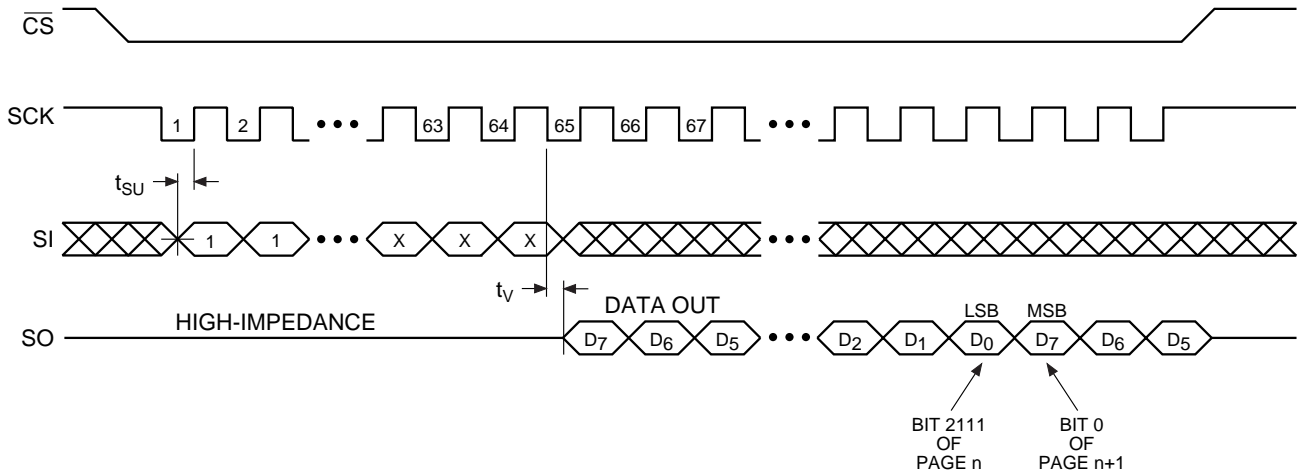 CS
SCK
1 2 ••• 63 64 65 66 67 •••
tSU
SI
1 1 ••• X X X •••
tV
HIGH-IMPEDANCE
DATA OUT
LSB MSB
SO
D7 D6 D5 ••• D2 D1 D0 D7 D6 D5
BIT 2111
OF
PAGE n
BIT 0
OF
PAGE n+1